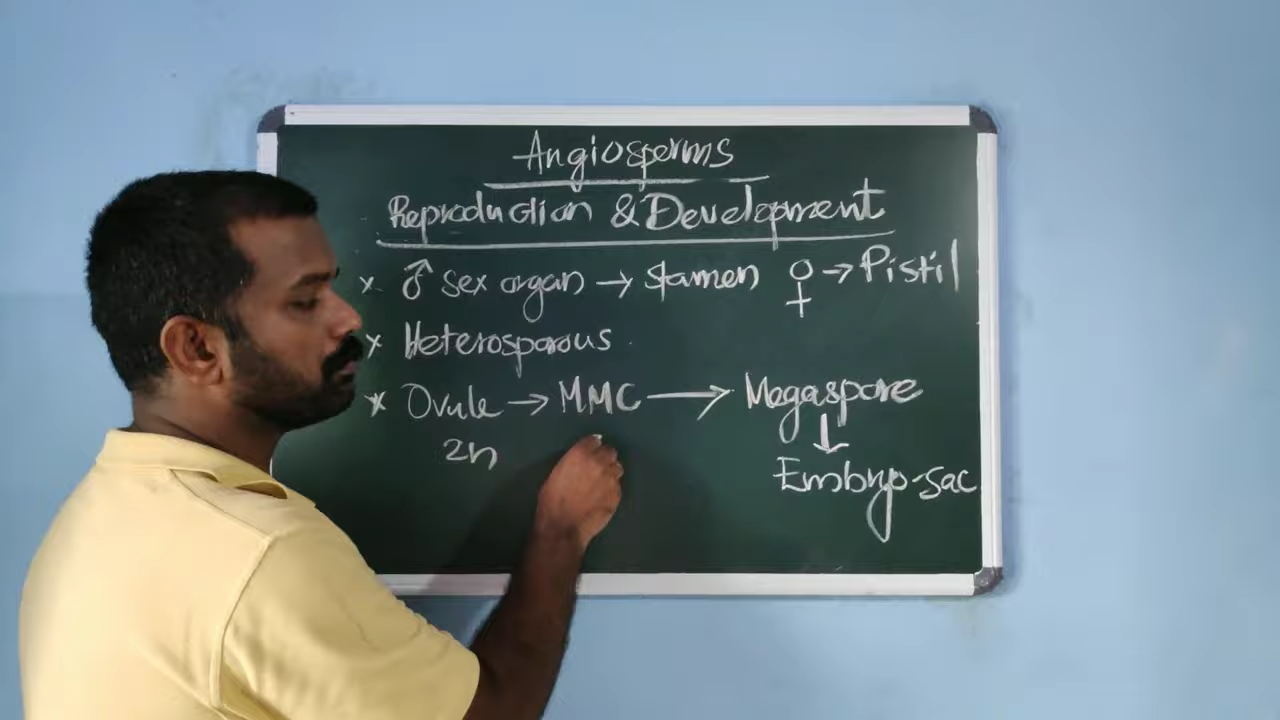 Angiosperms
Reproduction & Development
x ♂ sex organ → stamen ♀ → Pistil
x Heterosporous
x Ovule → MMC → Megaspore
↓
2n
Embryo-sac